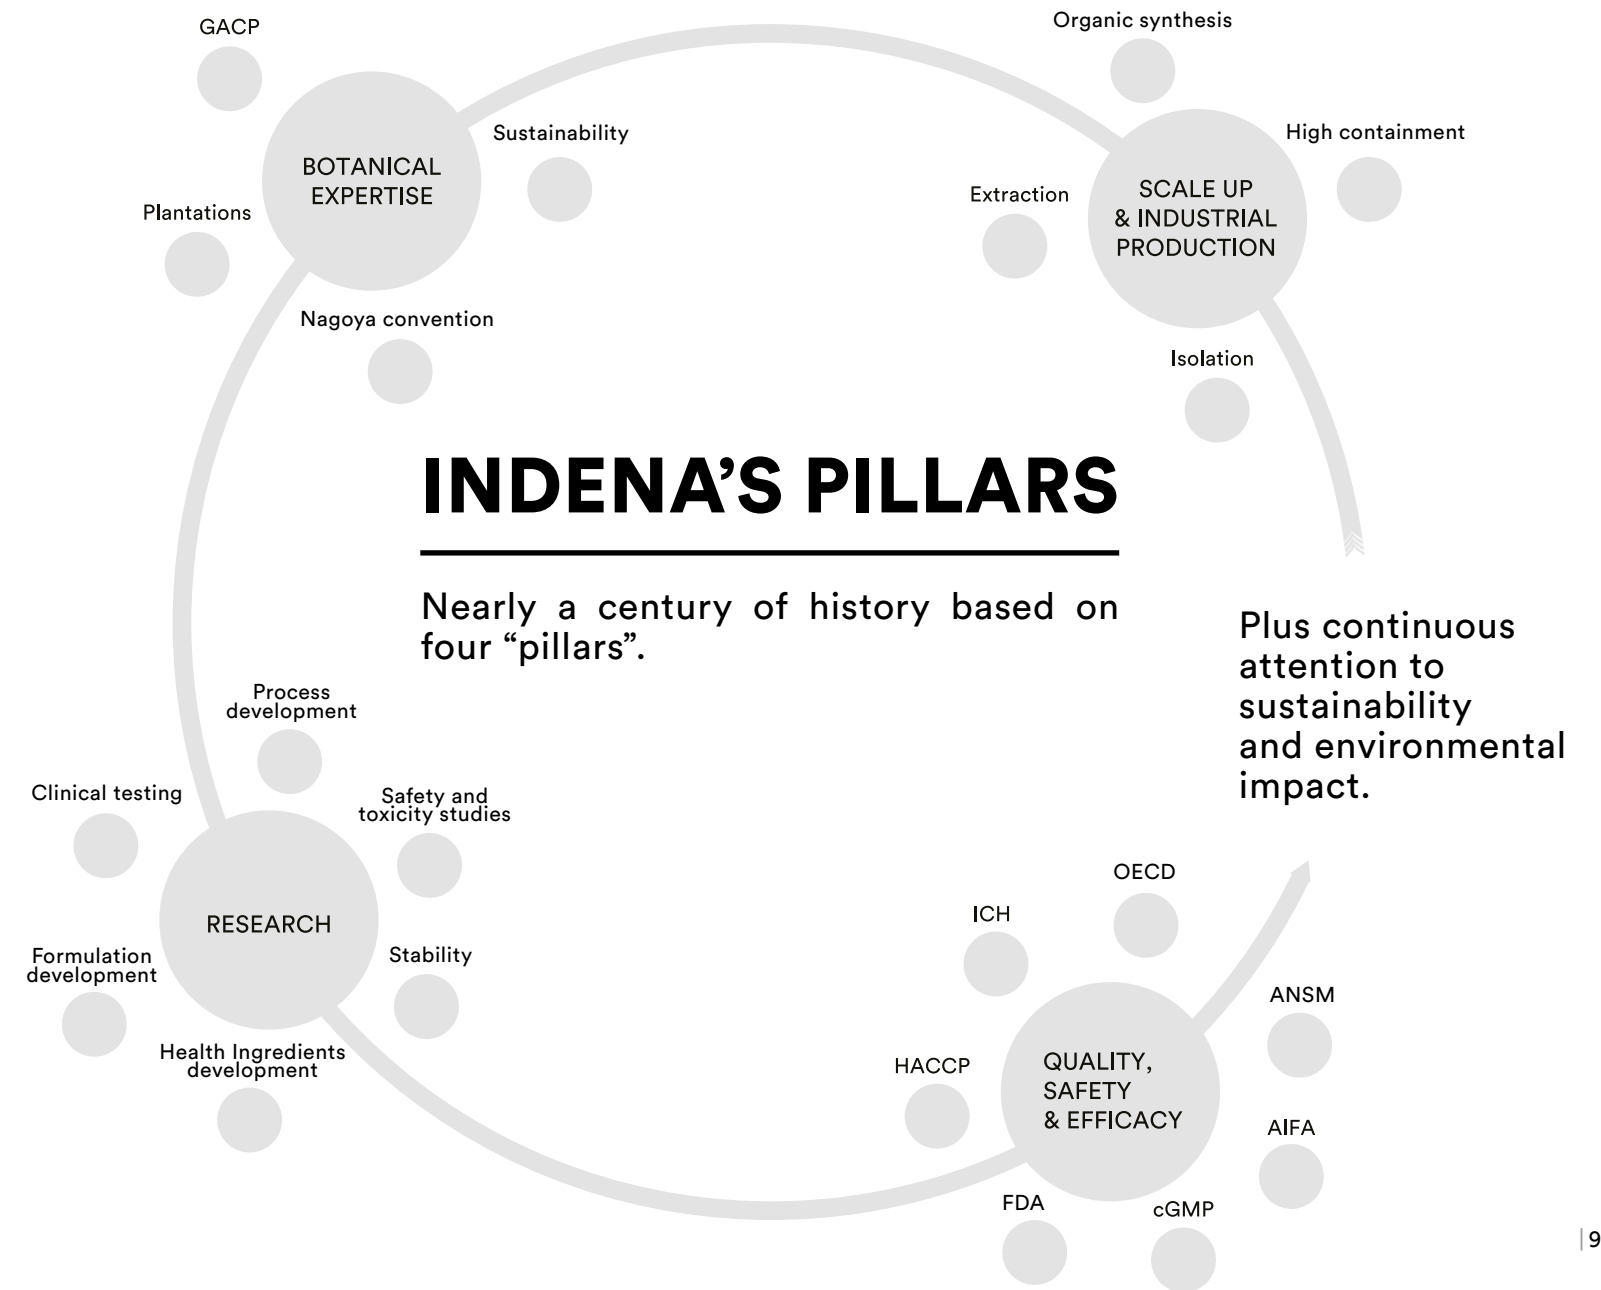 GACP
Sustainability
BOTANICAL
EXPERTISE
Plantations
Nagoya convention
Organic synthesis
High containment
Extraction
SCALE UP
& INDUSTRIAL
PRODUCTION
Isolation
INDENA’S PILLARS
Nearly a century of history based on
four “pillars”.
Plus continuous
attention to
sustainability
and environmental
impact.
Process
development
Clinical testing
Safety and
toxicity studies
RESEARCH
Formulation
development
Stability
Health Ingredients
development
OECD
ICH
ANSM
HACCP
QUALITY,
SAFETY
& EFFICACY
AIFA
FDA
cGMP
|9